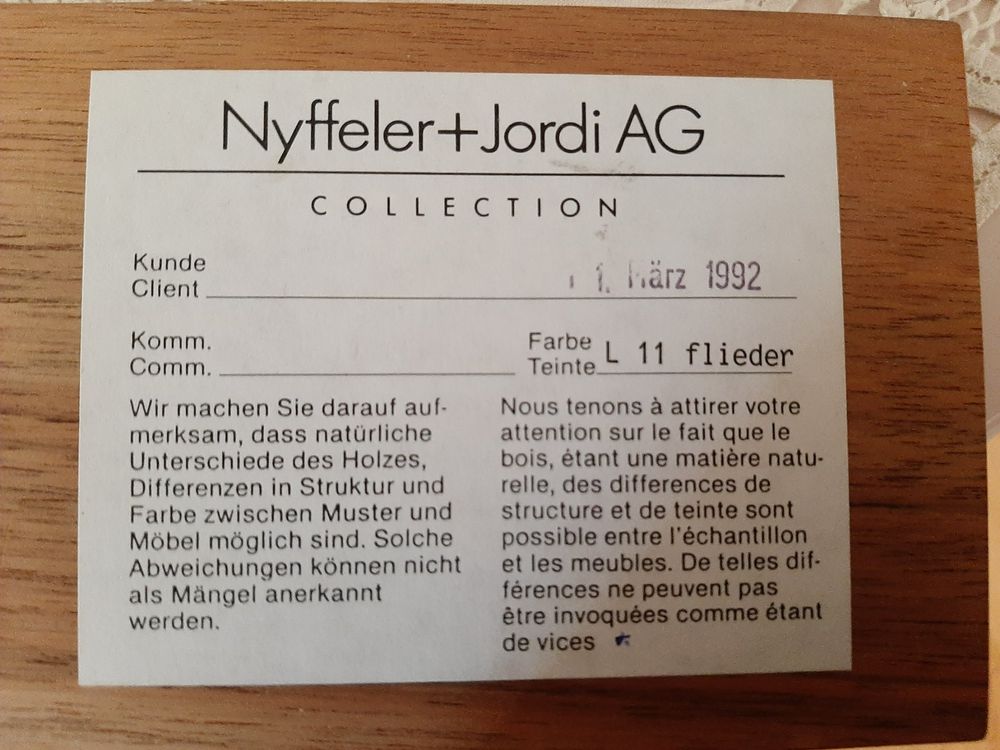 Nyffeler+Jordi AG
COLLECTION
Kunde
Client
1. März 1992
Komm.
Comm.
Farbe
Teinte
L 11 flieder
Wir machen Sie darauf auf-
merksam, dass natürliche
Unterschiede des Holzes,
Differenzen in Struktur und
Farbe zwischen Muster und
Möbel möglich sind. Solche
Abweichungen können nicht
als Mängel anerkannt
werden.
Nous tenons à attirer votre
attention sur le fait que le
bois, étant une matière natu-
relle, des differences de
structure et de teinte sont
possible entre l'échantillon
et les meubles. De telles dif-
férences ne peuvent pas
être invoquées comme étant
de vices